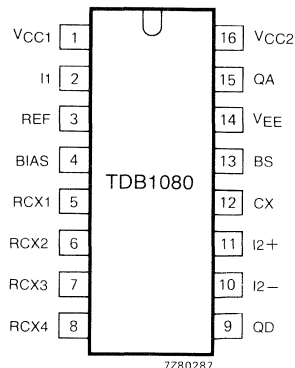 VCC1 1 16 VCC2
I1 2 15 QA
REF 3 14 VEE
BIAS 4 13 BS
TDB1080
RCX1 5 12 CX
RCX2 6 11 I2+
RCX3 7 10 I2−
RCX4 8 9 QD
7Z80287